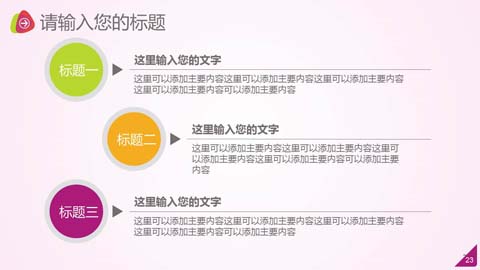 请输入您的标题
标题一
这里输入您的文字
这里可以添加主要内容这里可以添加主要内容这里可以添加主要内容
这里可以添加主要内容可以添加主要内容
标题二
这里输入您的文字
这里可以添加主要内容这里可以添加主要内容这里可
以添加主要内容这里可以添加主要内容可以添加主要
内容
标题三
这里输入您的文字
这里可以添加主要内容这里可以添加主要内容这里可以添加主要内容
这里可以添加主要内容可以添加主要内容
23